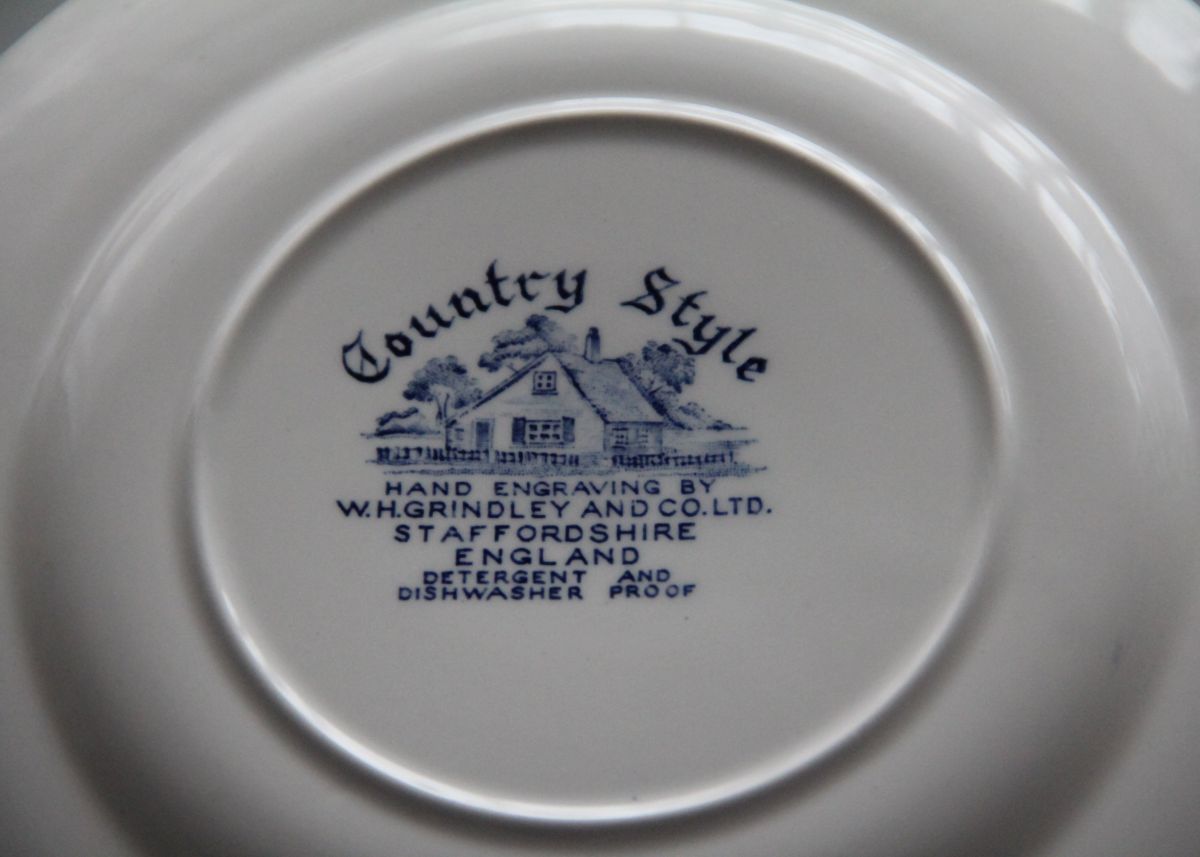 Country Style
HAND ENGRAVING BY
W.H.GRINDLEY AND CO.LTD.
STAFFORDSHIRE
ENGLAND
DETERGENT AND
DISHWASHER PROOF